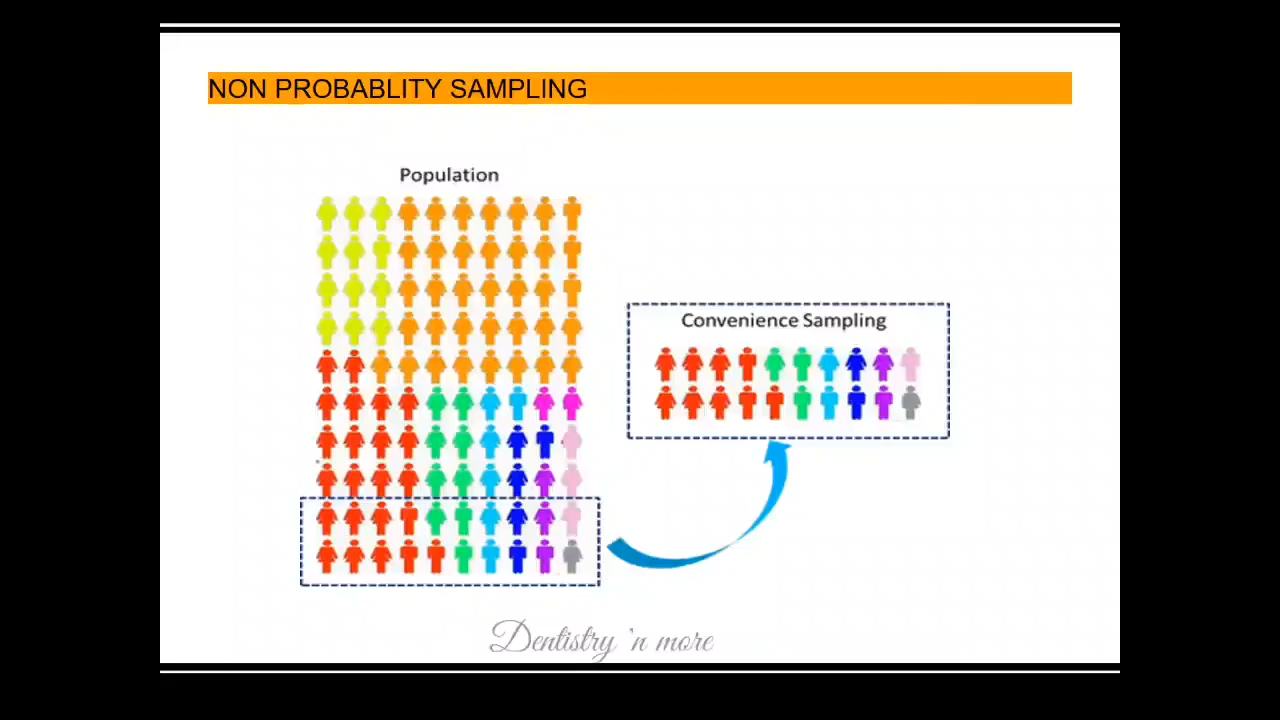 NON PROBABLITY SAMPLING
Population
Convenience Sampling
Dentistry 'n more